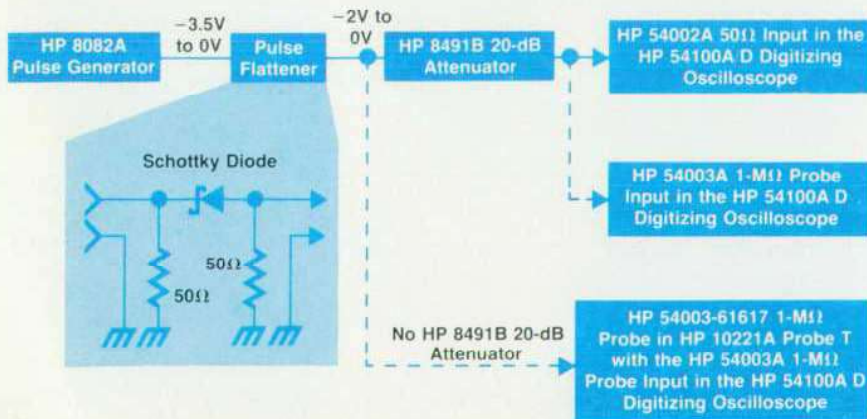 −3.5V
to 0V
−2V to
0V
HP 8082A
Pulse Generator
Pulse
Flattener
HP 8491B 20-dB
Attenuator
HP 54002A 50Ω Input in the
HP 54100A/D Digitizing
Oscilloscope
Schottky Diode
50Ω
50Ω
HP 54003A 1-MΩ Probe
Input in the HP 54100A D
Digitizing Oscilloscope
No HP 8491B 20-dB
Attenuator
HP 54003-61617 1-MΩ
Probe in HP 10221A Probe T
with the HP 54003A 1-MΩ
Probe Input in the HP 54100A D
Digitizing Oscilloscope